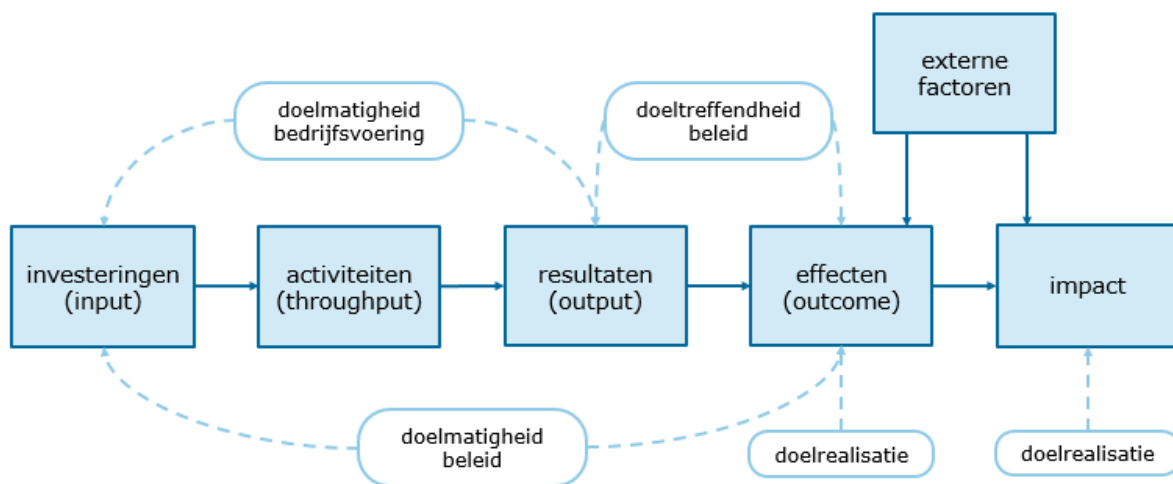 externe
factoren
doelmatigheid
bedrijfsvoering
doeltreffendheid
beleid
investeringen
(input)
activiteiten
(throughput)
resultaten
(output)
effecten
(outcome)
impact
doelmatigheid
beleid
doelrealisatie
doelrealisatie